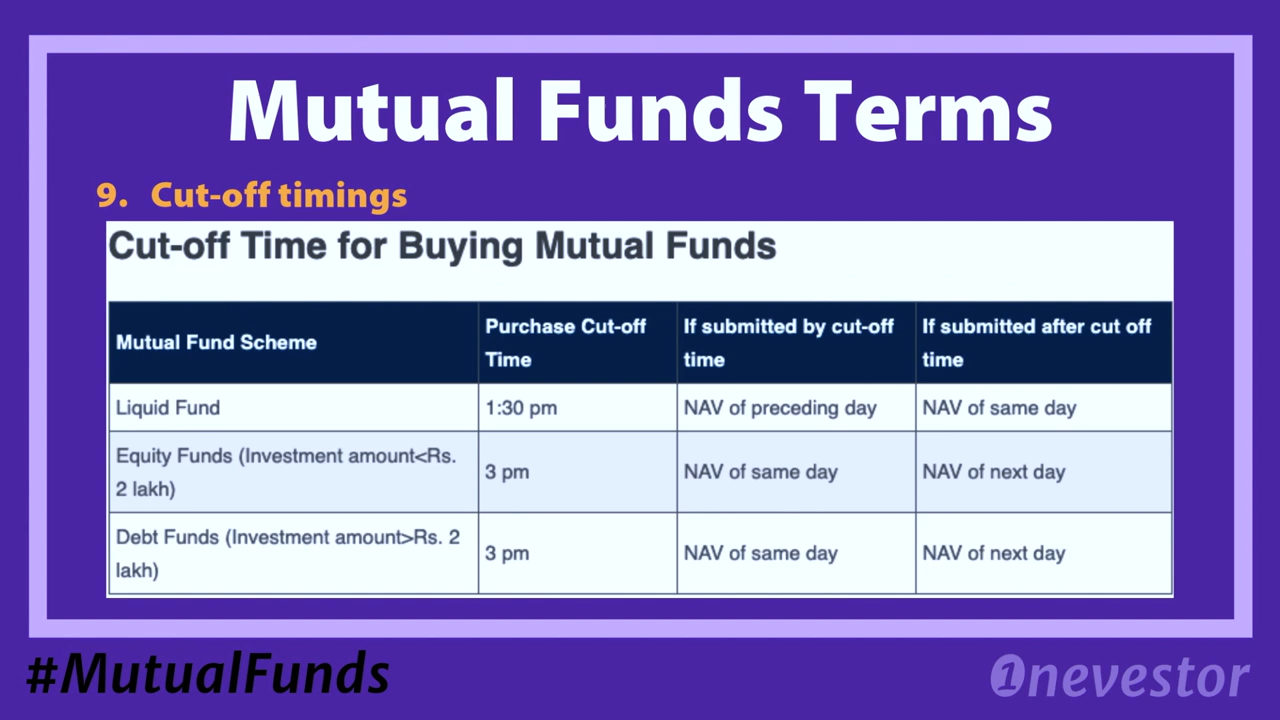 Mutual Funds Terms
9. Cut-off timings
Cut-off Time for Buying Mutual Funds
Mutual Fund Scheme
Purchase Cut-off
Time
If submitted by cut-off
time
If submitted after cut off
time
Liquid Fund
1:30 pm
NAV of preceding day
NAV of same day
Equity Funds (Investment amount<Rs.
2 lakh)
3 pm
NAV of same day
NAV of next day
Debt Funds (Investment amount>Rs. 2
lakh)
3 pm
NAV of same day
NAV of next day
#MutualFunds
1nevestor